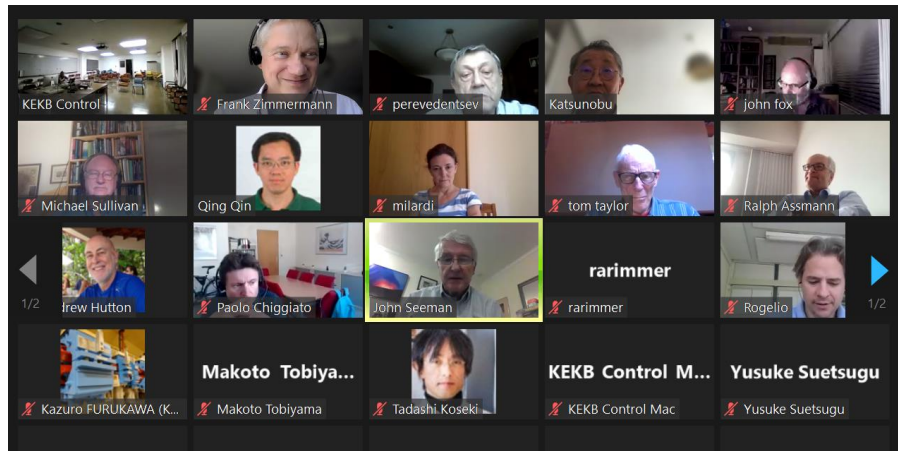 KEKB Control
Frank Zimmermann
perevedentsev
Katsunobu
john fox
Michael Sullivan
Qing Qin
milardi
tom taylor
Ralph Assmann
1/2
drew Hutton
Paolo Chiggiato
John Seeman
rarimmer
rarimmer
Rogelio
1/2
Kazuro FURUKAWA (K...
Makoto Tobiya...
Makoto Tobiyama
Tadashi Koseki
KEKB Control M...
KEKB Control Mac
Yusuke Suetsugu
Yusuke Suetsugu